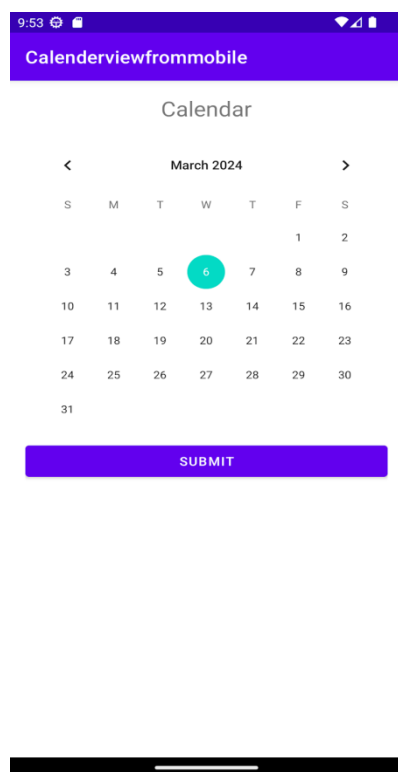 9:53
Calenderviewfrommobile
Calendar
March 2024
S M T W T F S
1 2
3 4 5 6 7 8 9
10 11 12 13 14 15 16
17 18 19 20 21 22 23
24 25 26 27 28 29 30
31
SUBMIT